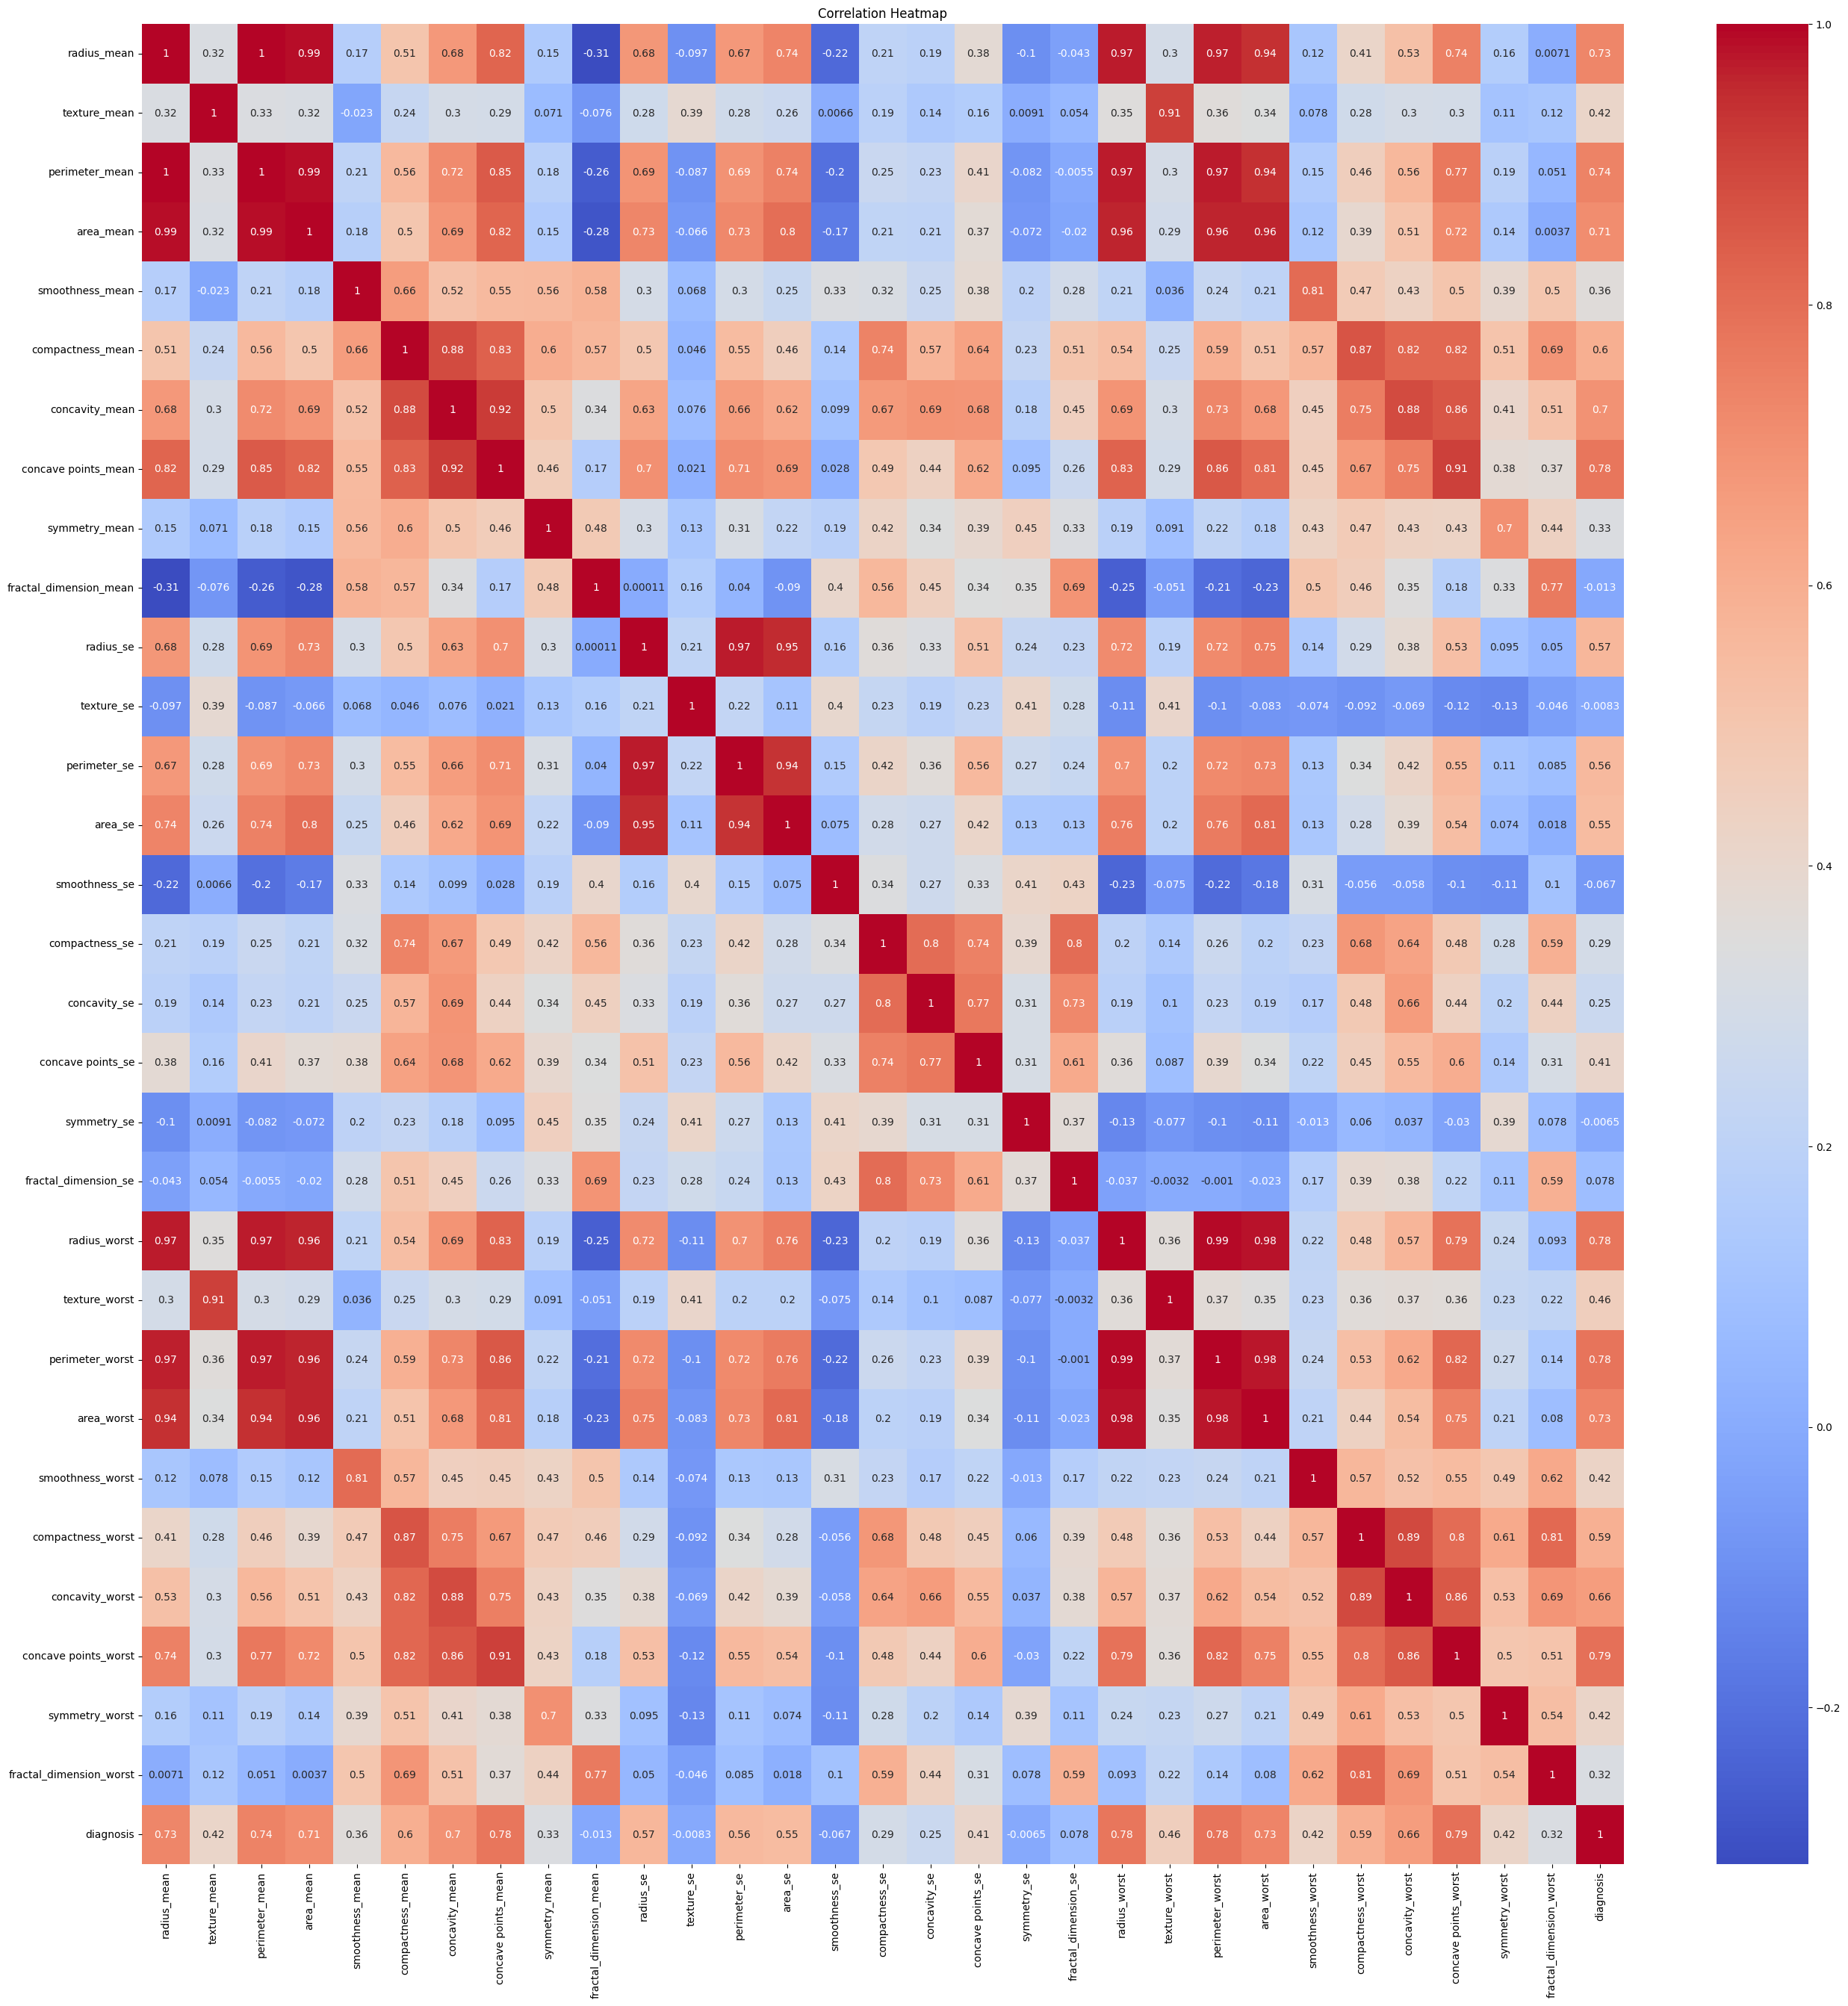 Correlation Heatmap
radius_mean 1 0.32 1 0.99 0.17 0.51 0.68 0.82 0.15 -0.31 0.68 -0.097 0.67 0.74 -0.22 0.21 0.19 0.38 -0.1 -0.043 0.97 0.3 0.97 0.94 0.12 0.41 0.53 0.74 0.16 0.0071 0.73
texture_mean 0.32 1 0.33 0.32 -0.023 0.24 0.3 0.29 0.071 -0.076 0.28 0.39 0.28 0.26 0.0066 0.19 0.14 0.16 0.0091 0.054 0.35 0.91 0.36 0.34 0.078 0.28 0.3 0.3 0.11 0.12 0.42
perimeter_mean 1 0.33 1 0.99 0.21 0.56 0.72 0.85 0.18 -0.26 0.69 -0.087 0.69 0.74 -0.2 0.25 0.23 0.41 -0.082 -0.0055 0.97 0.3 0.97 0.94 0.15 0.46 0.56 0.77 0.19 0.051 0.74
area_mean 0.99 0.32 0.99 1 0.18 0.5 0.69 0.82 0.15 -0.28 0.73 -0.066 0.73 0.8 -0.17 0.21 0.21 0.37 -0.072 -0.02 0.96 0.29 0.96 0.96 0.12 0.39 0.51 0.72 0.14 0.0037 0.71
smoothness_mean 0.17 -0.023 0.21 0.18 1 0.66 0.52 0.55 0.56 0.58 0.3 0.068 0.3 0.25 0.33 0.32 0.25 0.38 0.2 0.28 0.21 0.036 0.24 0.21 0.81 0.47 0.43 0.5 0.39 0.5 0.36
compactness_mean 0.51 0.24 0.56 0.5 0.66 1 0.88 0.83 0.6 0.57 0.5 0.046 0.55 0.46 0.14 0.74 0.57 0.64 0.23 0.51 0.54 0.25 0.59 0.51 0.57 0.87 0.82 0.82 0.51 0.69 0.6
concavity_mean 0.68 0.3 0.72 0.69 0.52 0.88 1 0.92 0.5 0.34 0.63 0.076 0.66 0.62 0.099 0.67 0.69 0.68 0.18 0.45 0.69 0.3 0.73 0.68 0.45 0.75 0.88 0.86 0.41 0.51 0.7
concave points_mean 0.82 0.29 0.85 0.82 0.55 0.83 0.92 1 0.46 0.17 0.7 0.021 0.71 0.69 0.028 0.49 0.44 0.62 0.095 0.26 0.83 0.29 0.86 0.81 0.45 0.67 0.75 0.91 0.38 0.37 0.78
symmetry_mean 0.15 0.071 0.18 0.15 0.56 0.6 0.5 0.46 1 0.48 0.3 0.13 0.31 0.22 0.19 0.42 0.34 0.39 0.45 0.33 0.19 0.091 0.22 0.18 0.43 0.47 0.43 0.43 0.7 0.44 0.33
fractal_dimension_mean -0.31 -0.076 -0.26 -0.28 0.58 0.57 0.34 0.17 0.48 1 0.00011 0.16 0.04 -0.09 0.4 0.56 0.45 0.34 0.35 0.69 -0.25 -0.051 -0.21 -0.23 0.5 0.46 0.35 0.18 0.33 0.77 -0.013
radius_se 0.68 0.28 0.69 0.73 0.3 0.5 0.63 0.7 0.3 0.00011 1 0.21 0.97 0.95 0.16 0.36 0.33 0.51 0.24 0.23 0.72 0.19 0.72 0.75 0.14 0.29 0.38 0.53 0.095 0.05 0.57
texture_se -0.097 0.39 -0.087 -0.066 0.068 0.046 0.076 0.021 0.13 0.16 0.21 1 0.22 0.11 0.4 0.23 0.19 0.23 0.41 0.28 -0.11 0.41 -0.1 -0.083 -0.074 -0.092 -0.069 -0.12 -0.13 -0.046 -0.0083
perimeter_se 0.67 0.28 0.69 0.73 0.3 0.55 0.66 0.71 0.31 0.04 0.97 0.22 1 0.94 0.15 0.42 0.36 0.56 0.27 0.24 0.7 0.2 0.72 0.73 0.13 0.34 0.42 0.55 0.11 0.085 0.56
area_se 0.74 0.26 0.74 0.8 0.25 0.46 0.62 0.69 0.22 -0.09 0.95 0.11 0.94 1 0.075 0.28 0.27 0.42 0.13 0.13 0.76 0.2 0.76 0.81 0.13 0.28 0.39 0.54 0.074 0.018 0.55
smoothness_se -0.22 0.0066 -0.2 -0.17 0.33 0.14 0.099 0.028 0.19 0.4 0.16 0.4 0.15 0.075 1 0.34 0.27 0.33 0.41 0.43 -0.23 -0.075 -0.22 -0.18 0.31 -0.056 -0.058 -0.1 -0.11 0.1 -0.067
compactness_se 0.21 0.19 0.25 0.21 0.32 0.74 0.67 0.49 0.42 0.56 0.36 0.23 0.42 0.28 0.34 1 0.8 0.74 0.39 0.8 0.2 0.14 0.26 0.2 0.23 0.68 0.64 0.48 0.28 0.59 0.29
concavity_se 0.19 0.14 0.23 0.21 0.25 0.57 0.69 0.44 0.34 0.45 0.33 0.19 0.36 0.27 0.27 0.8 1 0.77 0.31 0.73 0.19 0.1 0.23 0.19 0.17 0.48 0.66 0.44 0.2 0.44 0.25
concave points_se 0.38 0.16 0.41 0.37 0.38 0.64 0.68 0.62 0.39 0.34 0.51 0.23 0.56 0.42 0.33 0.74 0.77 1 0.31 0.61 0.36 0.087 0.39 0.34 0.22 0.45 0.55 0.6 0.14 0.31 0.41
symmetry_se -0.1 0.0091 -0.082 -0.072 0.2 0.23 0.18 0.095 0.45 0.35 0.24 0.41 0.27 0.13 0.41 0.39 0.31 0.31 1 0.37 -0.13 -0.077 -0.1 -0.11 -0.013 0.06 0.037 -0.03 0.39 0.078 -0.0065
fractal_dimension_se -0.043 0.054 -0.0055 -0.02 0.28 0.51 0.45 0.26 0.33 0.69 0.23 0.28 0.24 0.13 0.43 0.8 0.73 0.61 0.37 1 -0.037 -0.0032 -0.001 -0.023 0.17 0.39 0.38 0.22 0.11 0.59 0.078
radius_worst 0.97 0.35 0.97 0.96 0.21 0.54 0.69 0.83 0.19 -0.25 0.72 -0.11 0.7 0.76 -0.23 0.2 0.19 0.36 -0.13 -0.037 1 0.36 0.99 0.98 0.22 0.48 0.57 0.79 0.24 0.093 0.78
texture_worst 0.3 0.91 0.3 0.29 0.036 0.25 0.3 0.29 0.091 -0.051 0.19 0.41 0.2 0.2 -0.075 0.14 0.1 0.087 -0.077 -0.0032 0.36 1 0.37 0.35 0.23 0.36 0.37 0.36 0.23 0.22 0.46
perimeter_worst 0.97 0.36 0.97 0.96 0.24 0.59 0.73 0.86 0.22 -0.21 0.72 -0.1 0.72 0.76 -0.22 0.26 0.23 0.39 -0.1 -0.001 0.99 0.37 1 0.98 0.24 0.53 0.62 0.82 0.27 0.14 0.78
area_worst 0.94 0.34 0.94 0.96 0.21 0.51 0.68 0.81 0.18 -0.23 0.75 -0.083 0.73 0.81 -0.18 0.2 0.19 0.34 -0.11 -0.023 0.98 0.35 0.98 1 0.21 0.44 0.54 0.75 0.21 0.08 0.73
smoothness_worst 0.12 0.078 0.15 0.12 0.81 0.57 0.45 0.45 0.43 0.5 0.14 -0.074 0.13 0.13 0.31 0.23 0.17 0.22 -0.013 0.17 0.22 0.23 0.24 0.21 1 0.57 0.52 0.55 0.49 0.62 0.42
compactness_worst 0.41 0.28 0.46 0.39 0.47 0.87 0.75 0.67 0.47 0.46 0.29 -0.092 0.34 0.28 -0.056 0.68 0.48 0.45 0.06 0.39 0.48 0.36 0.53 0.44 0.57 1 0.89 0.8 0.61 0.81 0.59
concavity_worst 0.53 0.3 0.56 0.51 0.43 0.82 0.88 0.75 0.43 0.35 0.38 -0.069 0.42 0.39 -0.058 0.64 0.66 0.55 0.037 0.38 0.57 0.37 0.62 0.54 0.52 0.89 1 0.86 0.53 0.69 0.66
concave points_worst 0.74 0.3 0.77 0.72 0.5 0.82 0.86 0.91 0.43 0.18 0.53 -0.12 0.55 0.54 -0.1 0.48 0.44 0.6 -0.03 0.22 0.79 0.36 0.82 0.75 0.55 0.8 0.86 1 0.5 0.51 0.79
symmetry_worst 0.16 0.11 0.19 0.14 0.39 0.51 0.41 0.38 0.7 0.33 0.095 -0.13 0.11 0.074 -0.11 0.28 0.2 0.14 0.39 0.11 0.24 0.23 0.27 0.21 0.49 0.61 0.53 0.5 1 0.54 0.42
fractal_dimension_worst 0.0071 0.12 0.051 0.0037 0.5 0.69 0.51 0.37 0.44 0.77 0.05 -0.046 0.085 0.018 0.1 0.59 0.44 0.31 0.078 0.59 0.093 0.22 0.14 0.08 0.62 0.81 0.69 0.51 0.54 1 0.32
diagnosis 0.73 0.42 0.74 0.71 0.36 0.6 0.7 0.78 0.33 -0.013 0.57 -0.0083 0.56 0.55 -0.067 0.29 0.25 0.41 -0.0065 0.078 0.78 0.46 0.78 0.73 0.42 0.59 0.66 0.79 0.42 0.32 1
radius_mean
texture_mean
perimeter_mean
area_mean
smoothness_mean
compactness_mean
concavity_mean
concave points_mean
symmetry_mean
fractal_dimension_mean
radius_se
texture_se
perimeter_se
area_se
smoothness_se
compactness_se
concavity_se
concave points_se
symmetry_se
fractal_dimension_se
radius_worst
texture_worst
perimeter_worst
area_worst
smoothness_worst
compactness_worst
concavity_worst
concave points_worst
symmetry_worst
fractal_dimension_worst
diagnosis
1.0
0.8
0.6
0.4
0.2
0.0
−0.2